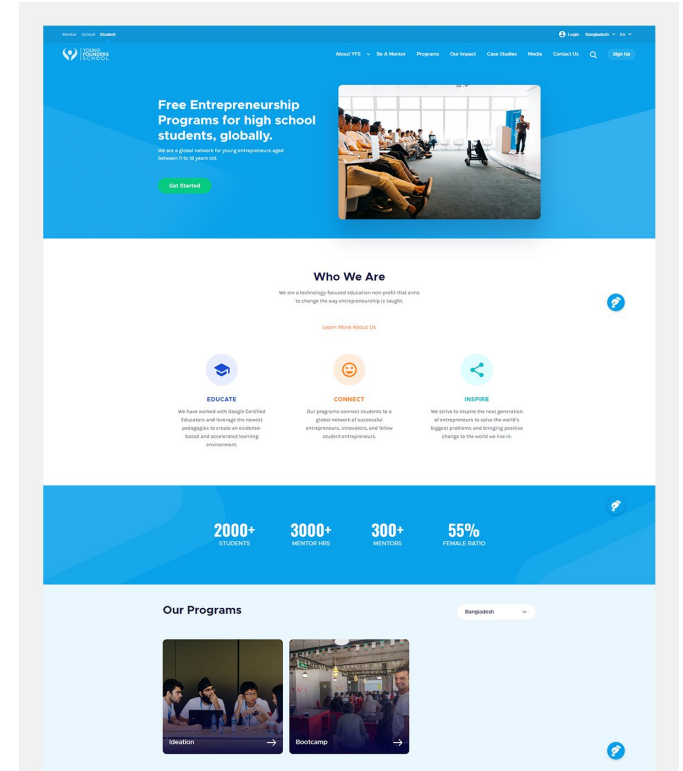 Mentor School Student
Login Bangladesh En
YOUNG
FOUNDERS
SCHOOL
About YFS Be A Mentor Programs Our Impact Case Studies Media Contact Us Sign Up
Free Entrepreneurship
Programs for high school
students, globally.
We are a global network for young entrepreneurs aged
between 11 to 18 years old.
Get Started
Who We Are
We are a technology-focused education non-profit that aims
to change the way entrepreneurship is taught.
Learn More About Us
EDUCATE
We have worked with Google Certified
Educators and leverage the newest
pedagogies to create an evidence-
based and accelerated learning
environment.
CONNECT
Our programs connect students to a
global network of successful
entrepreneurs, innovators, and fellow
student entrepreneurs.
INSPIRE
We strive to inspire the next generation
of entrepreneurs to solve the world's
biggest problems and bringing positive
change to the world we live in.
2000+
STUDENTS
3000+
MENTOR HRS
300+
MENTORS
55%
FEMALE RATIO
Our Programs
Bangladesh
Ideation
Bootcamp